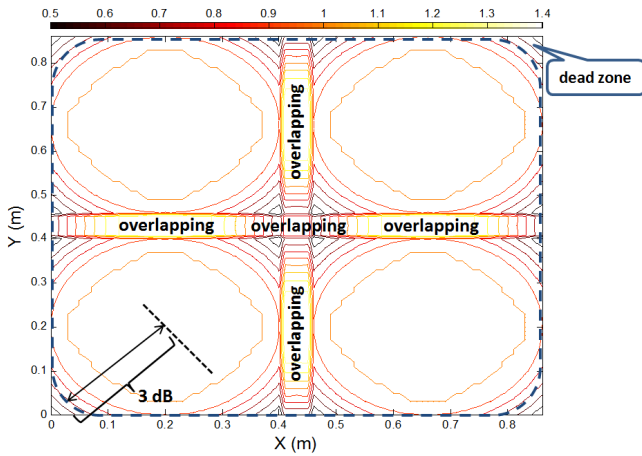 0.5 0.6 0.7 0.8 0.9 1 1.1 1.2 1.3 1.4
dead zone
overlapping
overlapping
overlapping
overlapping
overlapping
3 dB
0.8
0.7
0.6
0.5
0.4
0.3
0.2
0.1
0
Y (m)
0 0.1 0.2 0.3 0.4 0.5 0.6 0.7 0.8
X (m)